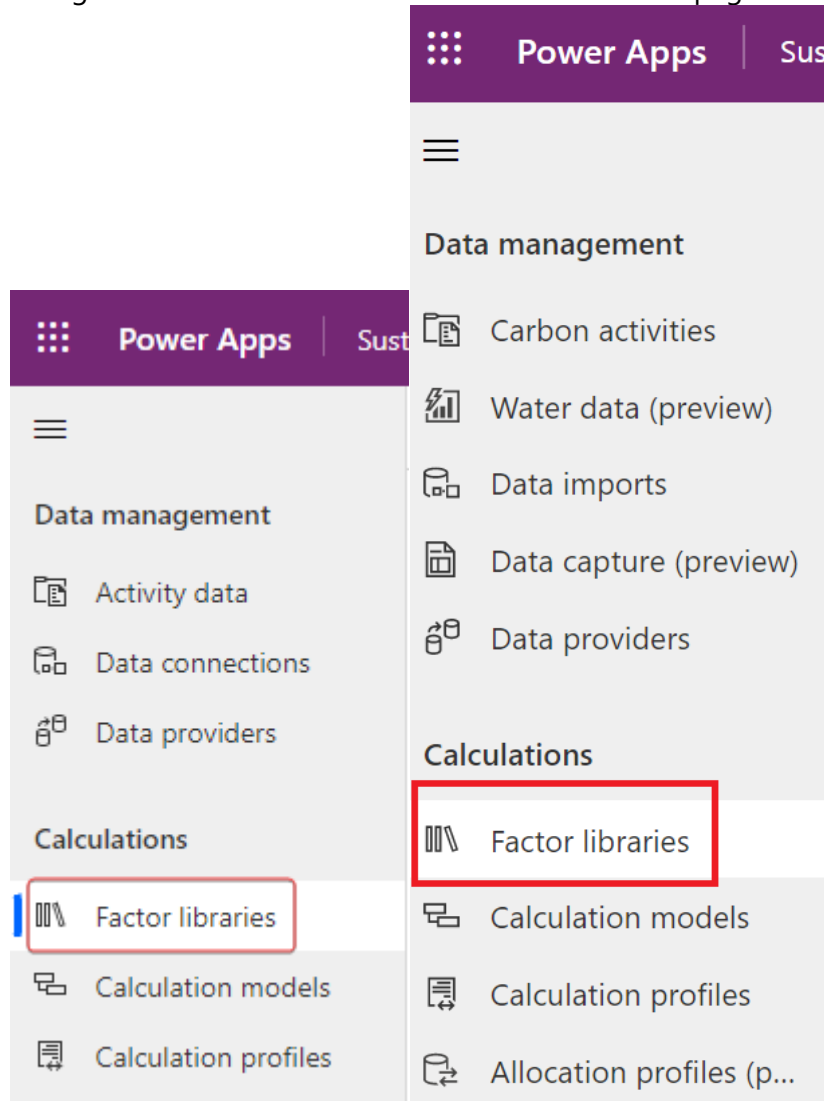 Power Apps Sust
Data management
Activity data
Data connections
Data providers
Calculations
Factor libraries
Calculation models
Calculation profiles
Power Apps Sus
Data management
Carbon activities
Water data (preview)
Data imports
Data capture (preview)
Data providers
Calculations
Factor libraries
Calculation models
Calculation profiles
Allocation profiles (p...